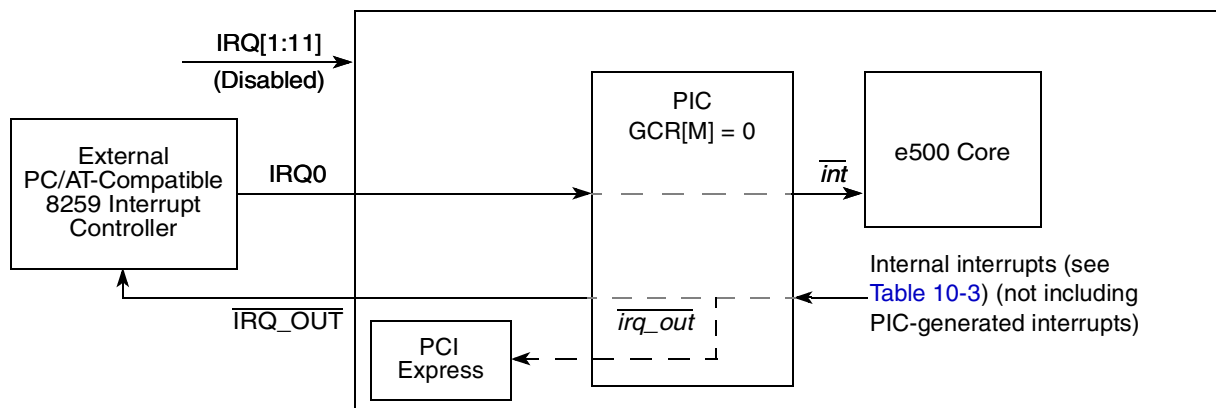 IRQ[1:11]
(Disabled)
PIC
GCR[M] = 0
External
PC/AT-Compatible
8259 Interrupt
Controller
IRQ0
int
e500 Core
Internal interrupts (see
Table 10-3) (not including
PIC-generated interrupts)
IRQ_OUT
irq_out
PCI
Express